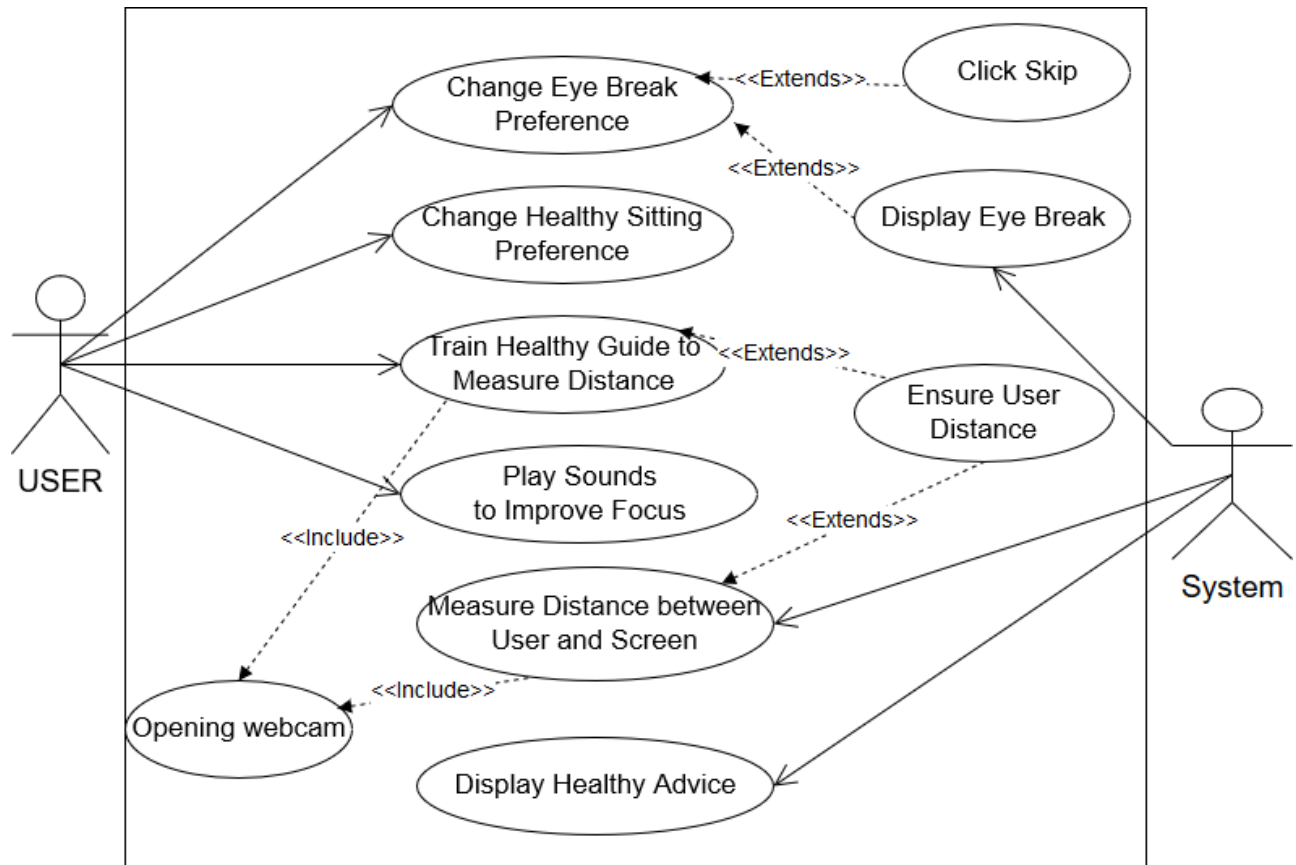 Change Eye Break
Preference
<<Extends>>
Click Skip
<<Extends>>
Display Eye Break
Change Healthy Sitting
Preference
USER
Train Healthy Guide to
Measure Distance
<<Extends>>
Ensure User
Distance
Play Sounds
to Improve Focus
<<Include>>
<<Extends>>
System
Measure Distance between
User and Screen
<<Include>>
Opening webcam
Display Healthy Advice